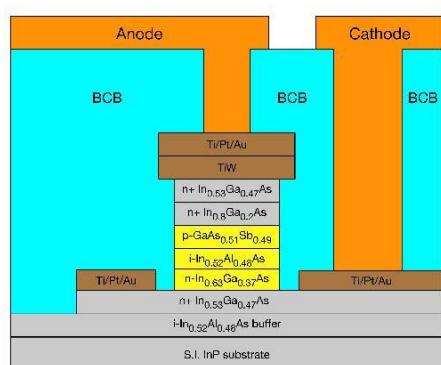 Anode Cathode
BCB BCB BCB
Ti/Pt/Au
TiW
n+ In0.53Ga0.47As
n+ In0.8Ga0.2As
p-GaAs0.51Sb0.49
i-In0.52Al0.48As
Ti/Pt/Au n-In0.63Ga0.37As Ti/Pt/Au
n+ In0.53Ga0.47As
i-In0.52Al0.48As buffer
S.I. InP substrate